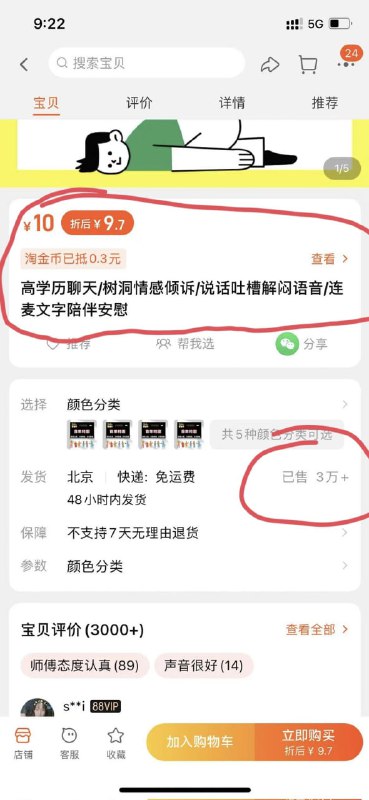 9:22
5G
搜索宝贝
24
宝贝
评价
详情
推荐
1/5
¥10 折后¥9.7
淘金币已抵0.3元
查看
高学历聊天/树洞情感倾诉/说话吐槽解闷语音/连
麦文字陪伴安慰
推荐
帮我选
分享
选择 颜色分类
共5种颜色分类可选
发货 北京 | 快递: 免运费
已售 3万+
48小时内发货
保障 不支持7天无理由退货
参数 颜色分类
宝贝评价(3000+)
查看全部
师傅态度认真(89)
声音很好(14)
s**i 88VIP
店铺
客服
收藏
加入购物车
立即购买
折后 ¥9.7